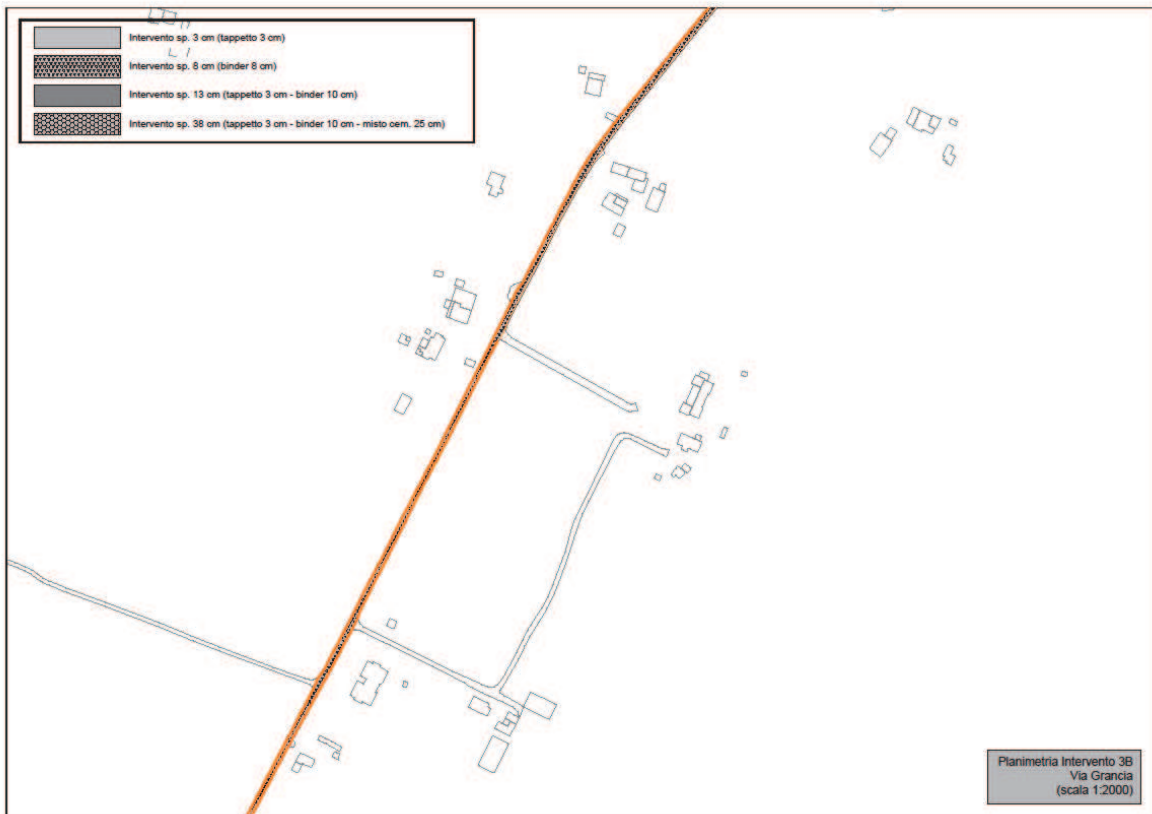 Intervento sp. 3 cm (tappetto 3 cm)
Intervento sp. 8 cm (binder 8 cm)
Intervento sp. 13 cm (tappetto 3 cm - binder 10 cm)
Intervento sp. 38 cm (tappetto 3 cm - binder 10 cm - misto cem. 25 cm)
Planimetria Intervento 3B
Via Grancia
(scala 1:2000)